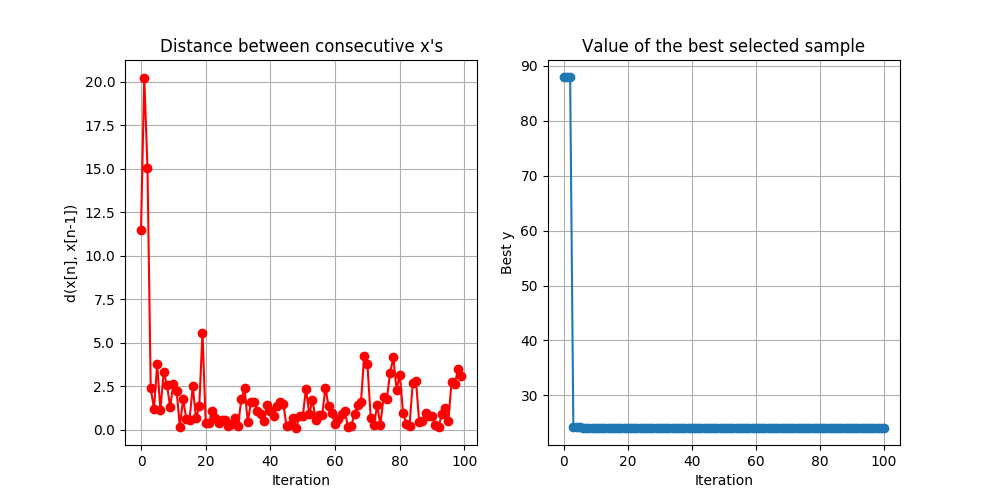 Distance between consecutive x's
d(x[n], x[n-1])
20.0
17.5
15.0
12.5
10.0
7.5
5.0
2.5
0.0
0 20 40 60 80 100
Iteration
Value of the best selected sample
Best y
90
80
70
60
50
40
30
0 20 40 60 80 100
Iteration